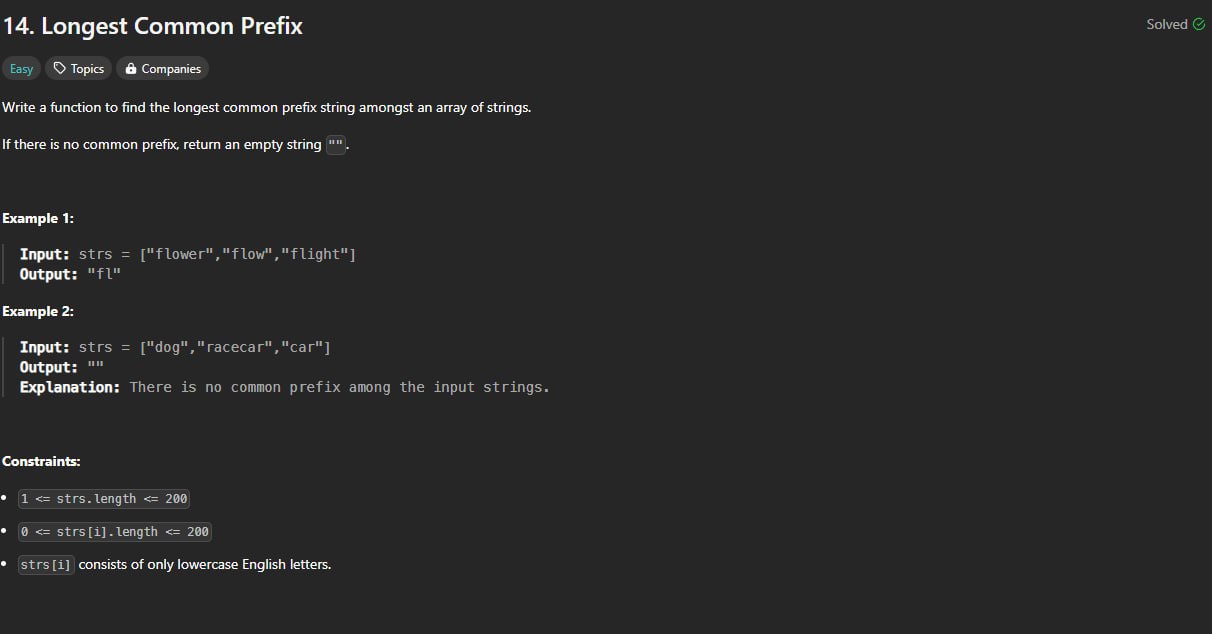 14. Longest Common Prefix
Solved
Easy Topics Companies
Write a function to find the longest common prefix string amongst an array of strings.
If there is no common prefix, return an empty string "".
Example 1:
Input: strs = ["flower","flow","flight"]
Output: "fl"
Example 2:
Input: strs = ["dog","racecar","car"]
Output: ""
Explanation: There is no common prefix among the input strings.
Constraints:
1 <= strs.length <= 200
0 <= strs[i].length <= 200
strs[i] consists of only lowercase English letters.